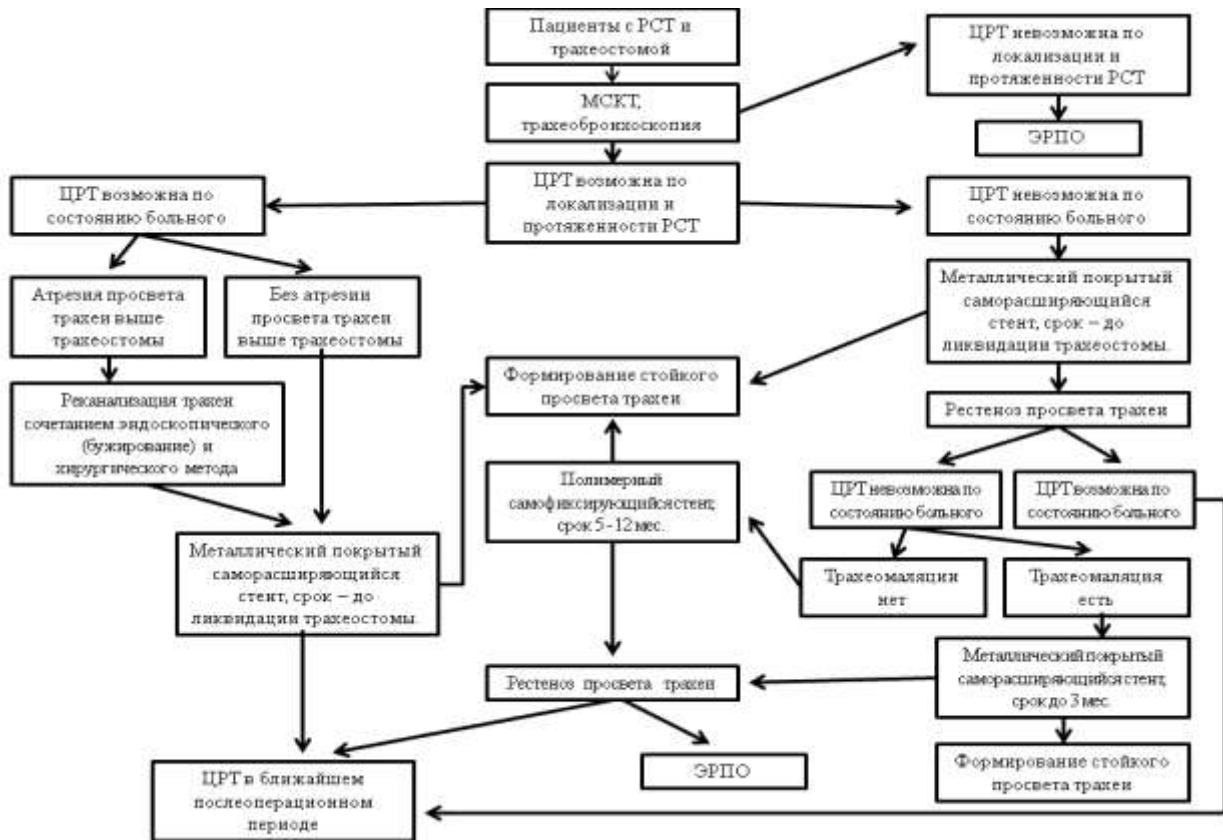 Пациенты с РСТ и
трахеостомой
ЦРТ невозможна по
локализации и
протяженности РСТ
МСКТ,
трахеобронхоскопия
ЭРПО
ЦРТ возможна по
локализации и
протяженности РСТ
ЦРТ возможна по
состоянию больного
ЦРТ невозможна по
состоянию больного
Атрезия просвета
трахеи выше
трахеостомы
Без атрезии
просвета трахеи
выше трахеостомы
Металлический покрытый
саморасширяющийся
стент, срок – до
ликвидации трахеостомы.
Формирование стойкого
просвета трахеи
Реканализация трахеи
сочетанием эндоскопического
(бужирование) и
хирургического метода
Рестеноз просвета трахеи
Полимерный
самофиксирующийся стент,
срок 5-12 мес.
ЦРТ невозможна по
состоянию больного
ЦРТ возможна по
состоянию больного
Металлический покрытый
саморасширяющийся
стент, срок – до
ликвидации трахеостомы.
Трахеомаляции
нет
Трахеомаляция
есть
Рестеноз просвета трахеи
Металлический покрытый
саморасширяющийся стент,
срок до 3 мес.
ЭРПО
Формирование стойкого
просвета трахеи
ЦРТ в ближайшем
послеоперационном
периоде